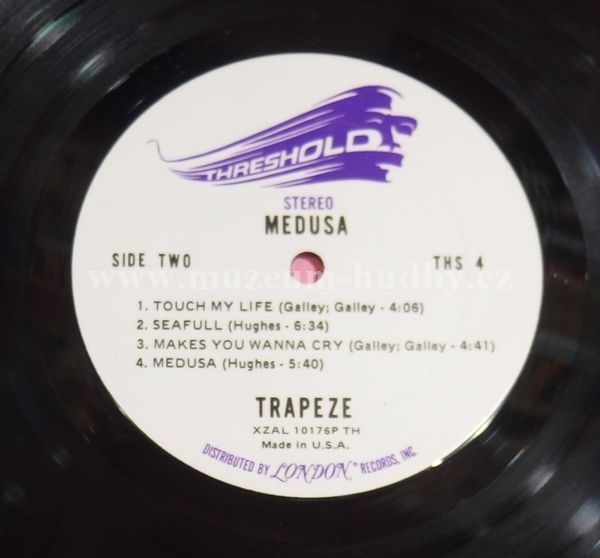 THRESHOLD
STEREO
MEDUSA
SIDE TWO THS 4
www.muzeum-hudby.cz
1. TOUCH MY LIFE (Galley; Galley - 4:06)
2. SEAFULL (Hughes - 6:34)
3. MAKES YOU WANNA CRY (Galley; Galley - 4:41)
4. MEDUSA (Hughes - 5:40)
TRAPEZE
XZAL 10176P TH
Made in U.S.A.
DISTRIBUTED BY LONDON® RECORDS, INC.